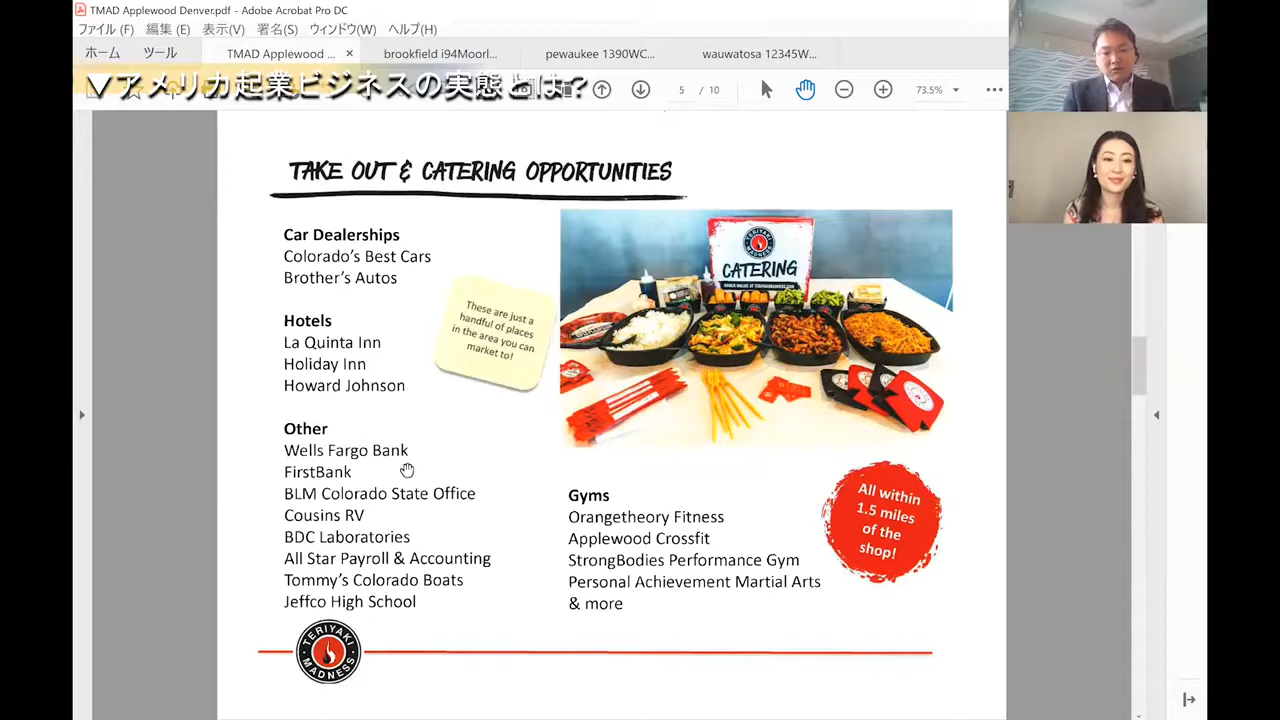 TMAD Applewood Denver.pdf - Adobe Acrobat Pro DC
ファイル (F) 編集 (E) 表示(V) 署名(S) ウィンドウ(W) ヘルプ(H)
ホーム ツール TMAD Applewood ... × brookfield i94Moorl... pewaukee 1390WC... wauwatosa 12345W...
▼アメリカ起業ビジネスの実態とは?
5 / 10 73.5%
TAKE OUT & CATERING OPPORTUNITIES
Car Dealerships
Colorado's Best Cars
Brother's Autos
Hotels
La Quinta Inn
Holiday Inn
Howard Johnson
These are just a
handful of places
in the area you can
market to!
TERIYAKI
MADNESS
CATERING
ORDER ONLINE AT TERIYAKIMADNESS.COM
Other
Wells Fargo Bank
FirstBank
BLM Colorado State Office
Cousins RV
BDC Laboratories
All Star Payroll & Accounting
Tommy's Colorado Boats
Jeffco High School
Gyms
Orangetheory Fitness
Applewood Crossfit
StrongBodies Performance Gym
Personal Achievement Martial Arts
& more
All within
1.5 miles
of the
shop!
TERIYAKI
MADNESS